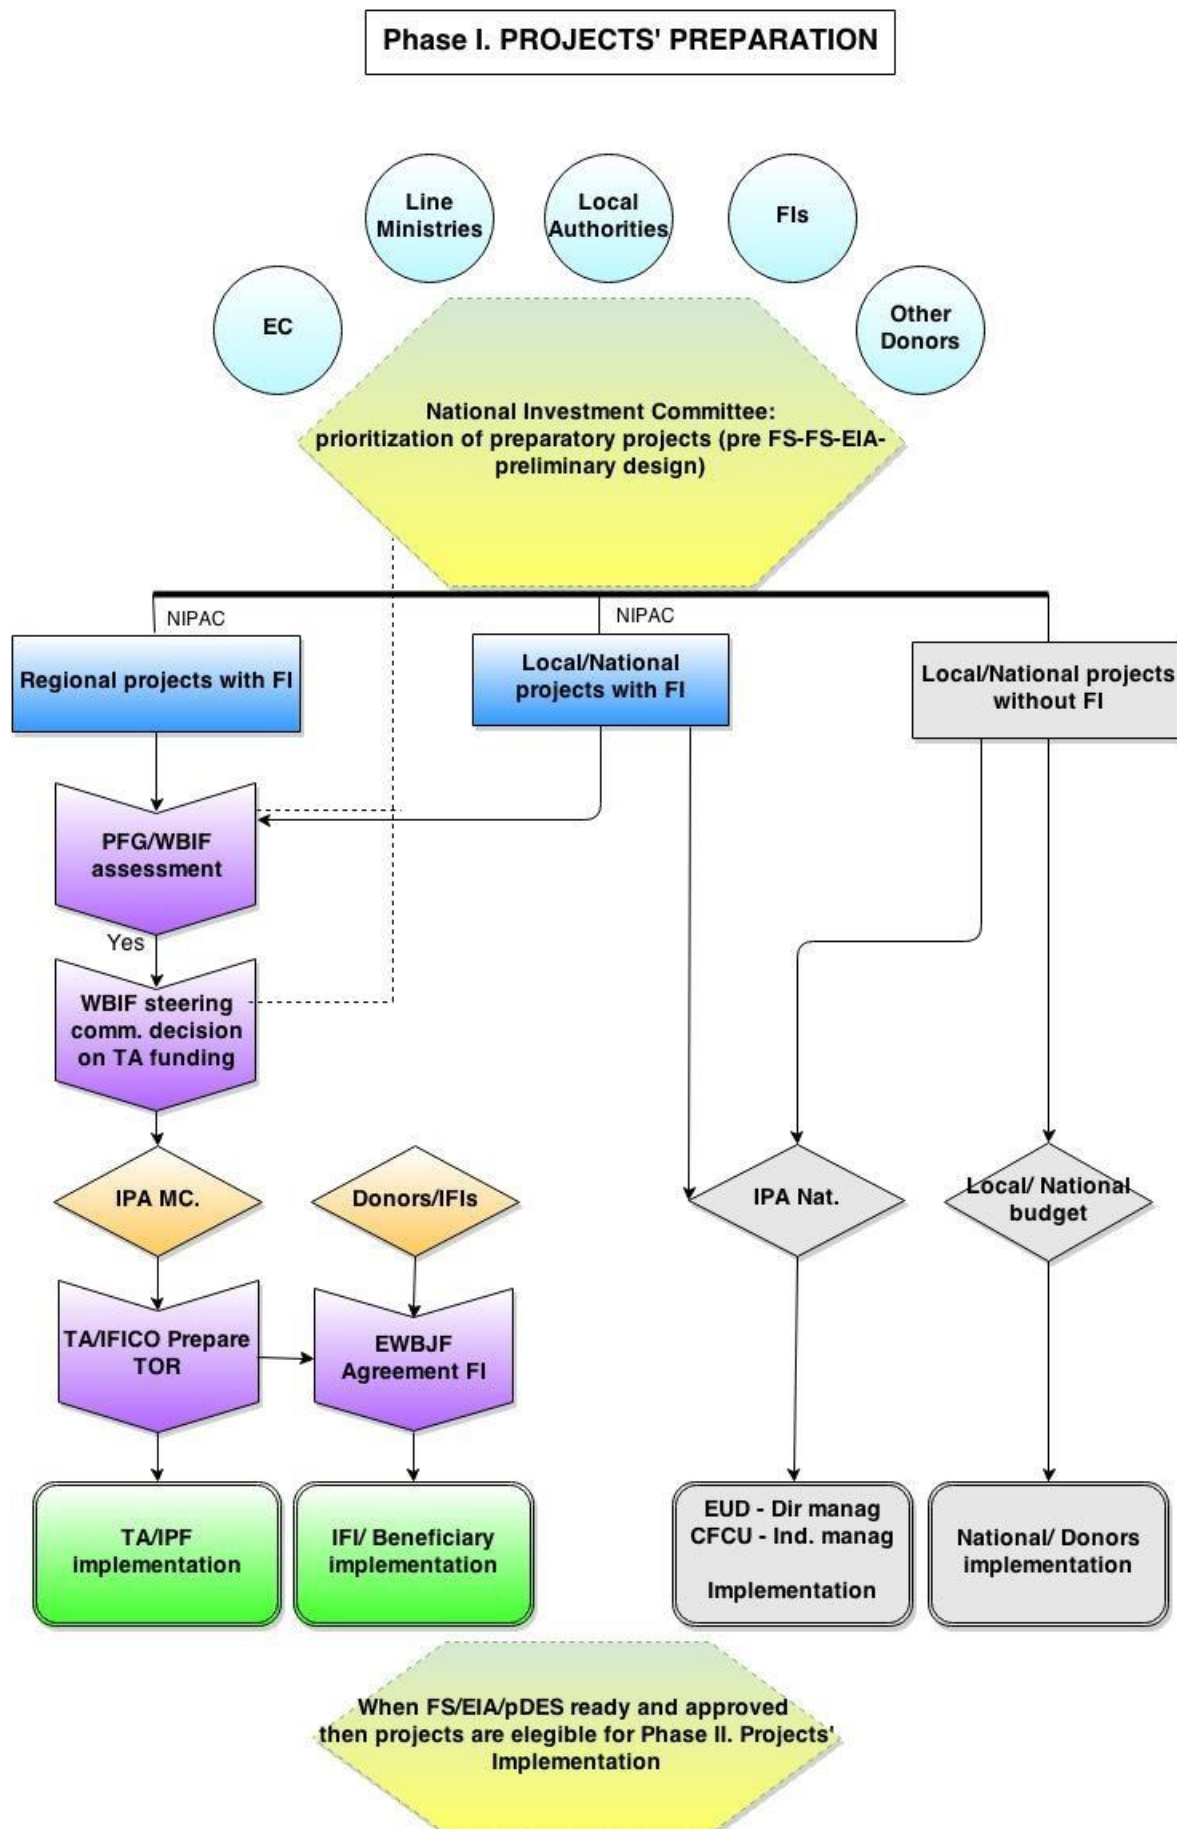 Phase I. PROJECTS' PREPARATION
Line
Ministries
Local
Authorities
FIs
EC
Other
Donors
National Investment Committee:
prioritization of preparatory projects (pre FS-FS-EIA-
preliminary design)
NIPAC
NIPAC
Regional projects with FI
Local/National
projects with FI
Local/National projects
without FI
PFG/WBIF
assessment
Yes
WBIF steering
comm. decision
on TA funding
IPA MC.
Donors/IFIs
IPA Nat.
Local/ National
budget
TA/IFICO Prepare
TOR
EWBJF
Agreement FI
TA/IPF
implementation
IFI/ Beneficiary
implementation
EUD - Dir manag
CFCU - Ind. manag
Implementation
National/ Donors
implementation
When FS/EIA/pDES ready and approved
then projects are elegible for Phase II. Projects'
Implementation